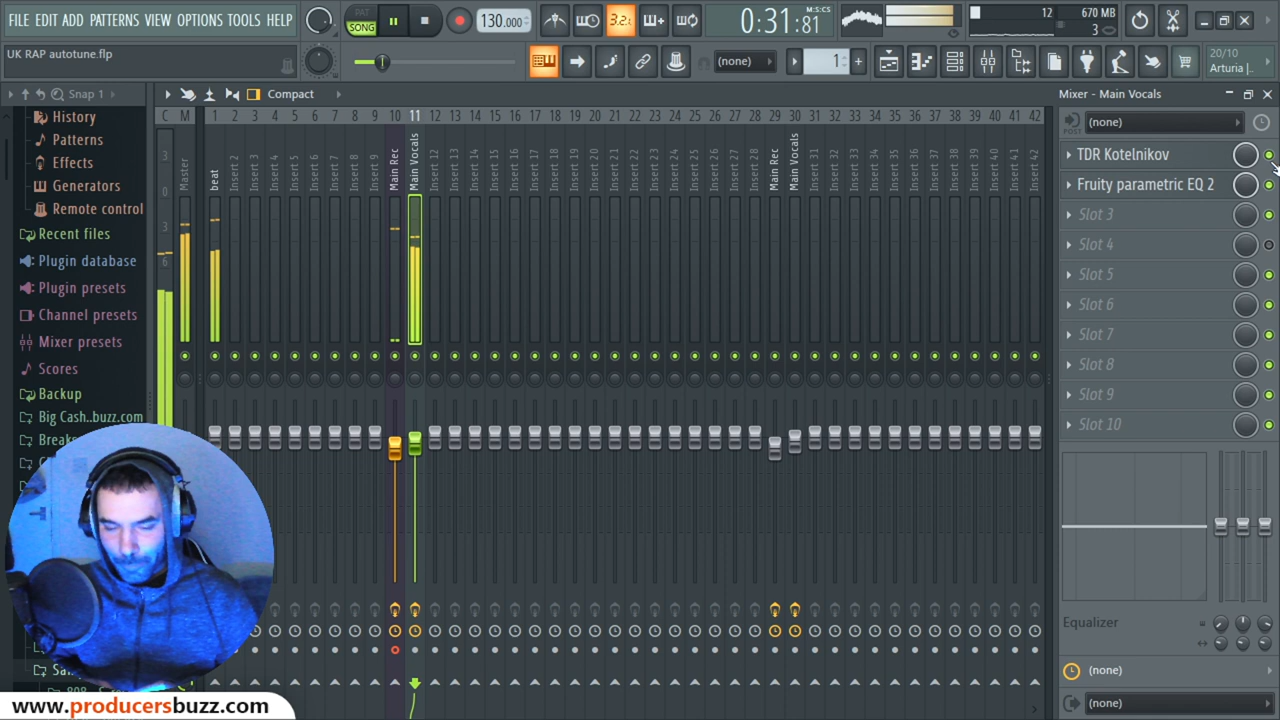 FILE EDIT ADD PATTERNS VIEW OPTIONS TOOLS HELP
PAT
SONG
130.000
3.2.
0:31:81
M:S:CS
12
670 MB
3
UK RAP autotune.flp
(none)
1
20/10
Arturia |..
Snap 1
Compact
Mixer - Main Vocals
History
Patterns
Effects
Generators
Remote control
Recent files
Plugin database
Plugin presets
Channel presets
Mixer presets
Scores
Backup
Big Cash..buzz.com
C M 1 2 3 4 5 6 7 8 9 10 11 12 13 14 15 16 17 18 19 20 21 22 23 24 25 26 27 28 29 30 31 32 33 34 35 36 37 38 39 40 41 42
3
0
3
6
Master
beat
Insert 2
Insert 3
Insert 4
Insert 5
Insert 6
Insert 7
Insert 8
Insert 9
Main Rec
Main Vocals
Insert 12
Insert 13
Insert 14
Insert 15
Insert 16
Insert 17
Insert 18
Insert 19
Insert 20
Insert 21
Insert 22
Insert 23
Insert 24
Insert 25
Insert 26
Insert 27
Insert 28
Main Rec
Main Vocals
Insert 31
Insert 32
Insert 33
Insert 34
Insert 35
Insert 36
Insert 37
Insert 38
Insert 39
Insert 40
Insert 41
Insert 42
POST
(none)
TDR Kotelnikov
Fruity parametric EQ 2
Slot 3
Slot 4
Slot 5
Slot 6
Slot 7
Slot 8
Slot 9
Slot 10
Equalizer
(none)
(none)
www.producersbuzz.com